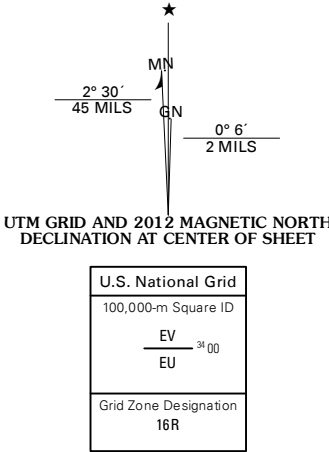 MN
2° 30´
45 MILS
GN
0° 6´
2 MILS
UTM GRID AND 2012 MAGNETIC NORTH
DECLINATION AT CENTER OF SHEET
U.S. National Grid
100,000-m Square ID
EV
34 00
EU
Grid Zone Designation
16R